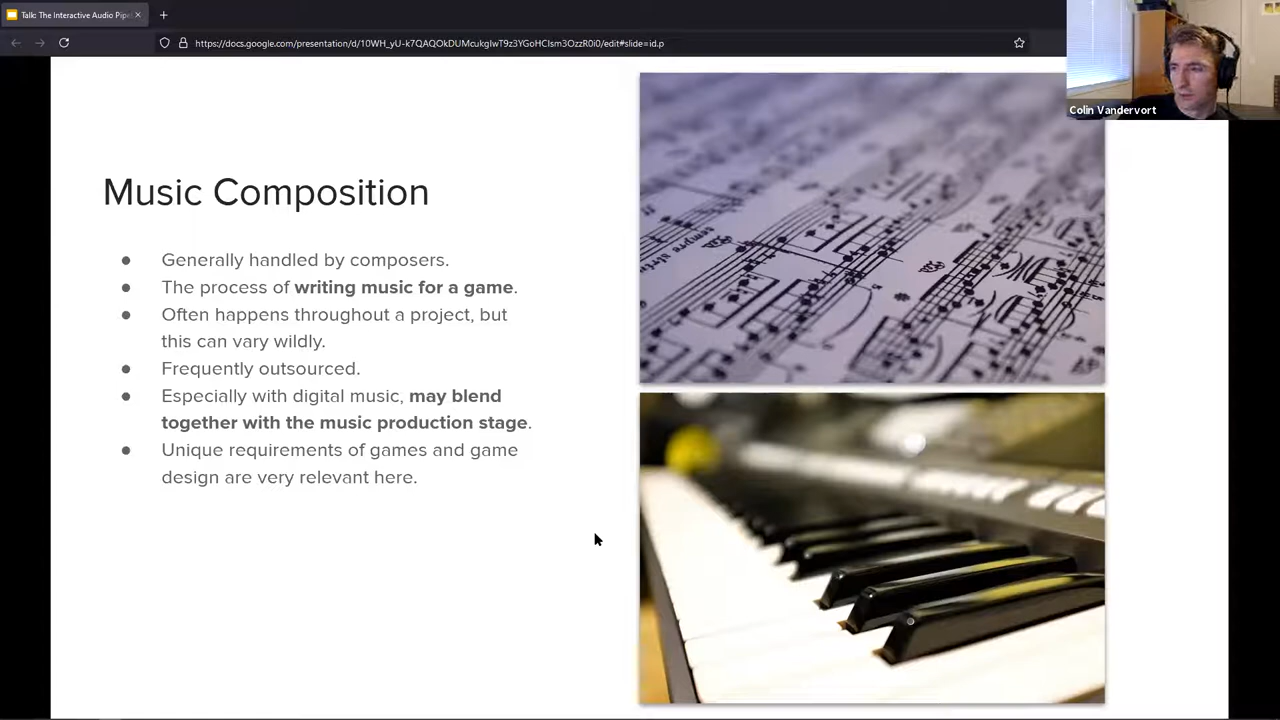 Talk: The Interactive Audio Pipel
https://docs.google.com/presentation/d/10WH_yU-k7QAQOkDUMcukgIwT9z3YGoHCIsm3OzzR0i0/edit#slide=id.p
Colin Vandervort
Music Composition
● Generally handled by composers.
● The process of writing music for a game.
● Often happens throughout a project, but
this can vary wildly.
● Frequently outsourced.
● Especially with digital music, may blend
together with the music production stage.
● Unique requirements of games and game
design are very relevant here.
sempre